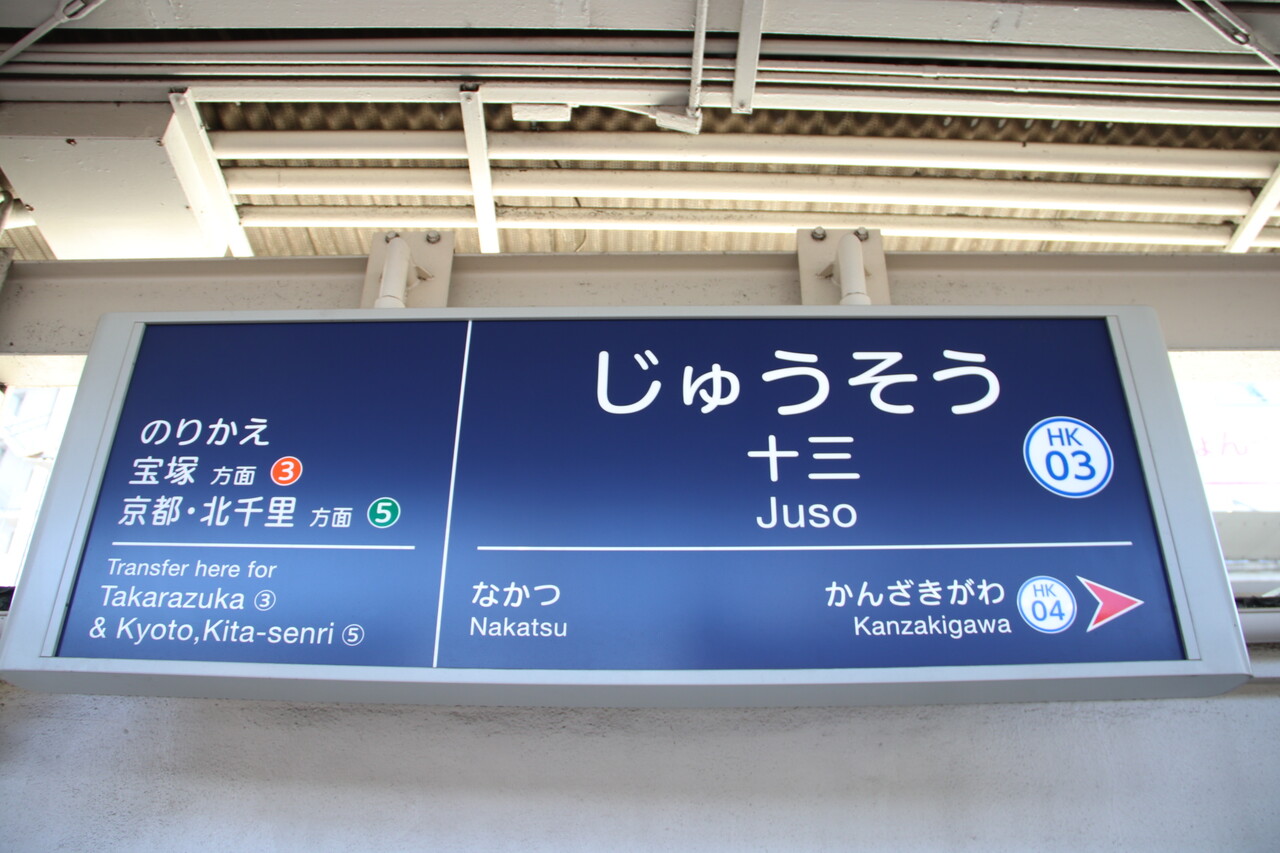 のりかえ
宝塚 方面 3
京都・北千里 方面 5
Transfer here for
Takarazuka ③
& Kyoto,Kita-senri ⑤
じゅうそう
十三
Juso
HK
03
なかつ
Nakatsu
かんざきがわ
Kanzakigawa
HK
04